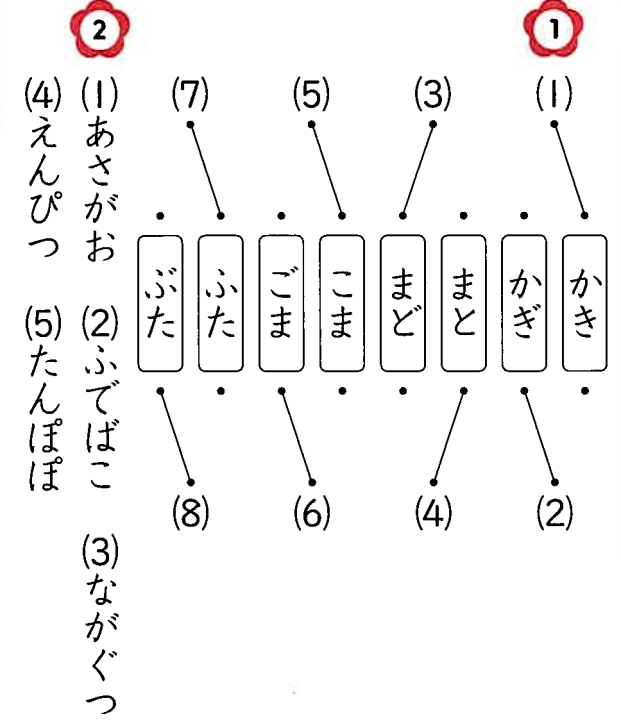 1
(1)
(3)
(5)
(7)
かき
かぎ
まと
まど
こま
ごま
ふた
ぶた
(2)
(4)
(6)
(8)
2
(1)あさがお (2)ふでばこ (3)ながぐつ
(4)えんぴつ (5)たんぽぽ